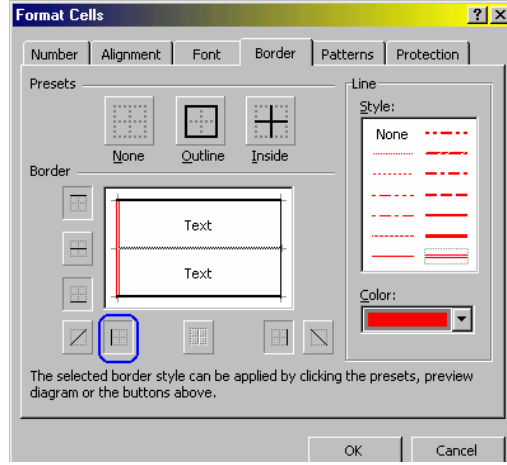 Format Cells
Number Alignment Font Border Patterns Protection
Presets
None Outline Inside
Border
Text
Text
Line
Style:
None
Color:
The selected border style can be applied by clicking the presets, preview
diagram or the buttons above.
OK Cancel